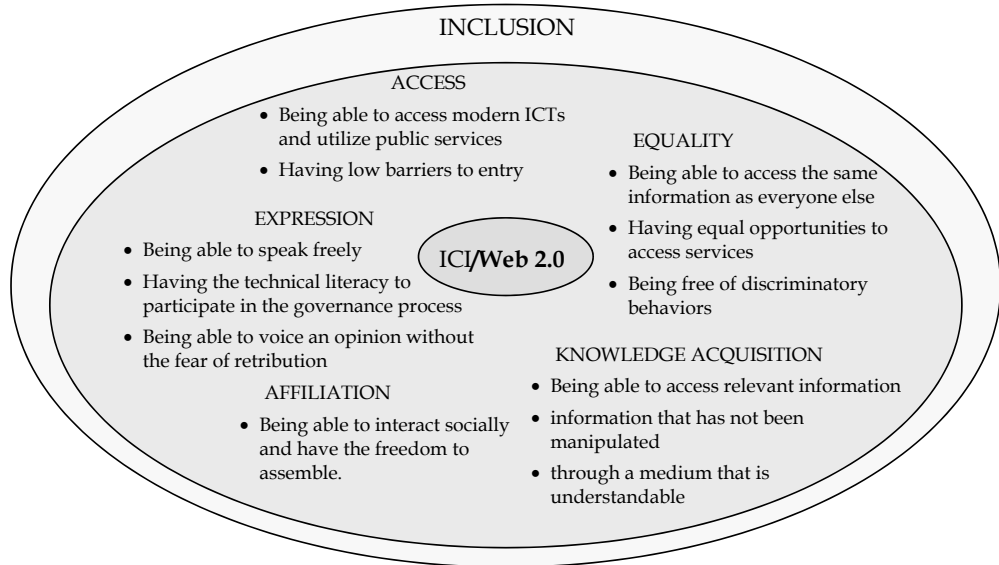 INCLUSION
ACCESS
• Being able to access modern ICTs
and utilize public services
• Having low barriers to entry
EQUALITY
• Being able to access the same
information as everyone else
• Having equal opportunities to
access services
• Being free of discriminatory
behaviors
EXPRESSION
• Being able to speak freely
• Having the technical literacy to
participate in the governance process
• Being able to voice an opinion without
the fear of retribution
ICI/Web 2.0
AFFILIATION
• Being able to interact socially
and have the freedom to
assemble.
KNOWLEDGE ACQUISITION
• Being able to access relevant information
• information that has not been
manipulated
• through a medium that is
understandable